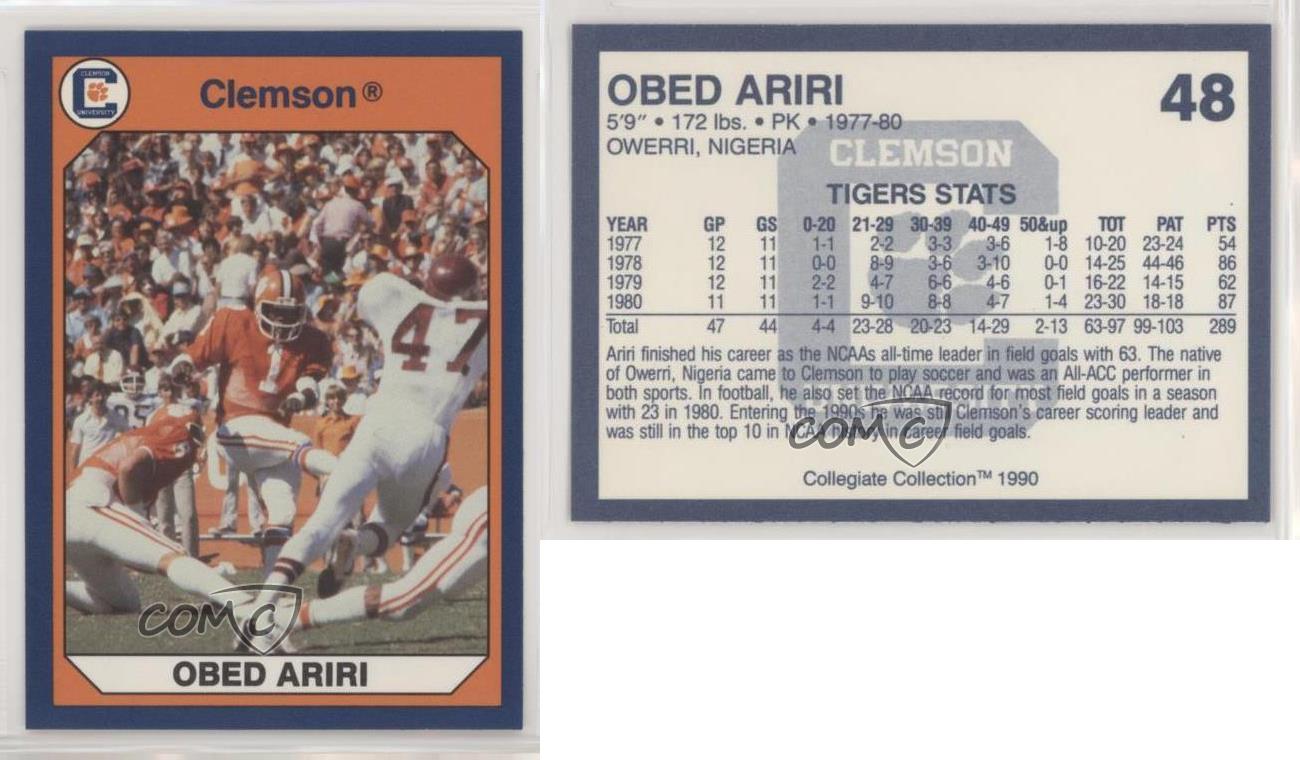 CLEMSON
UNIVERSITY
Clemson®
47
1
COMC
OBED ARIRI
OBED ARIRI 48
5'9" • 172 lbs. • PK • 1977-80
OWERRI, NIGERIA
CLEMSON
TIGERS STATS
YEAR GP GS 0-20 21-29 30-39 40-49 50&up TOT PAT PTS
1977 12 11 1-1 2-2 3-3 3-6 1-8 10-20 23-24 54
1978 12 11 0-0 8-9 3-6 3-10 0-0 14-25 44-46 86
1979 12 11 2-2 4-7 6-6 4-6 0-1 16-22 14-15 62
1980 11 11 1-1 9-10 8-8 4-7 1-4 23-30 18-18 87
Total 47 44 4-4 23-28 20-23 14-29 2-13 63-97 99-103 289
Ariri finished his career as the NCAAs all-time leader in field goals with 63. The native
of Owerri, Nigeria came to Clemson to play soccer and was an All-ACC performer in
both sports. In football, he also set the NCAA record for most field goals in a season
with 23 in 1980. Entering the 1990s he was still Clemson's career scoring leader and
was still in the top 10 in NCAA history in career field goals.
COMC
Collegiate Collection™ 1990